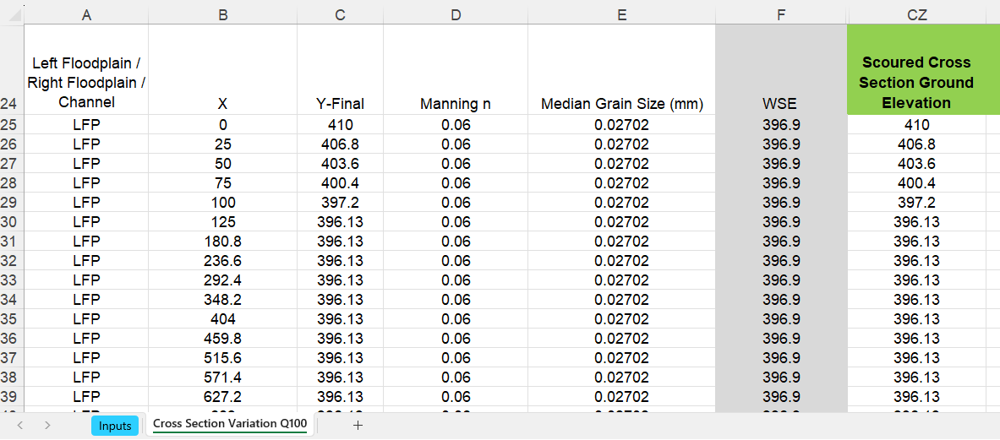 A B C D E F CZ
24 Left Floodplain / Right Floodplain / Channel X Y-Final Manning n Median Grain Size (mm) WSE Scoured Cross Section Ground Elevation
25 LFP 0 410 0.06 0.02702 396.9 410
26 LFP 25 406.8 0.06 0.02702 396.9 406.8
27 LFP 50 403.6 0.06 0.02702 396.9 403.6
28 LFP 75 400.4 0.06 0.02702 396.9 400.4
29 LFP 100 397.2 0.06 0.02702 396.9 397.2
30 LFP 125 396.13 0.06 0.02702 396.9 396.13
31 LFP 180.8 396.13 0.06 0.02702 396.9 396.13
32 LFP 236.6 396.13 0.06 0.02702 396.9 396.13
33 LFP 292.4 396.13 0.06 0.02702 396.9 396.13
34 LFP 348.2 396.13 0.06 0.02702 396.9 396.13
35 LFP 404 396.13 0.06 0.02702 396.9 396.13
36 LFP 459.8 396.13 0.06 0.02702 396.9 396.13
37 LFP 515.6 396.13 0.06 0.02702 396.9 396.13
38 LFP 571.4 396.13 0.06 0.02702 396.9 396.13
39 LFP 627.2 396.13 0.06 0.02702 396.9 396.13
Inputs Cross Section Variation Q100 +